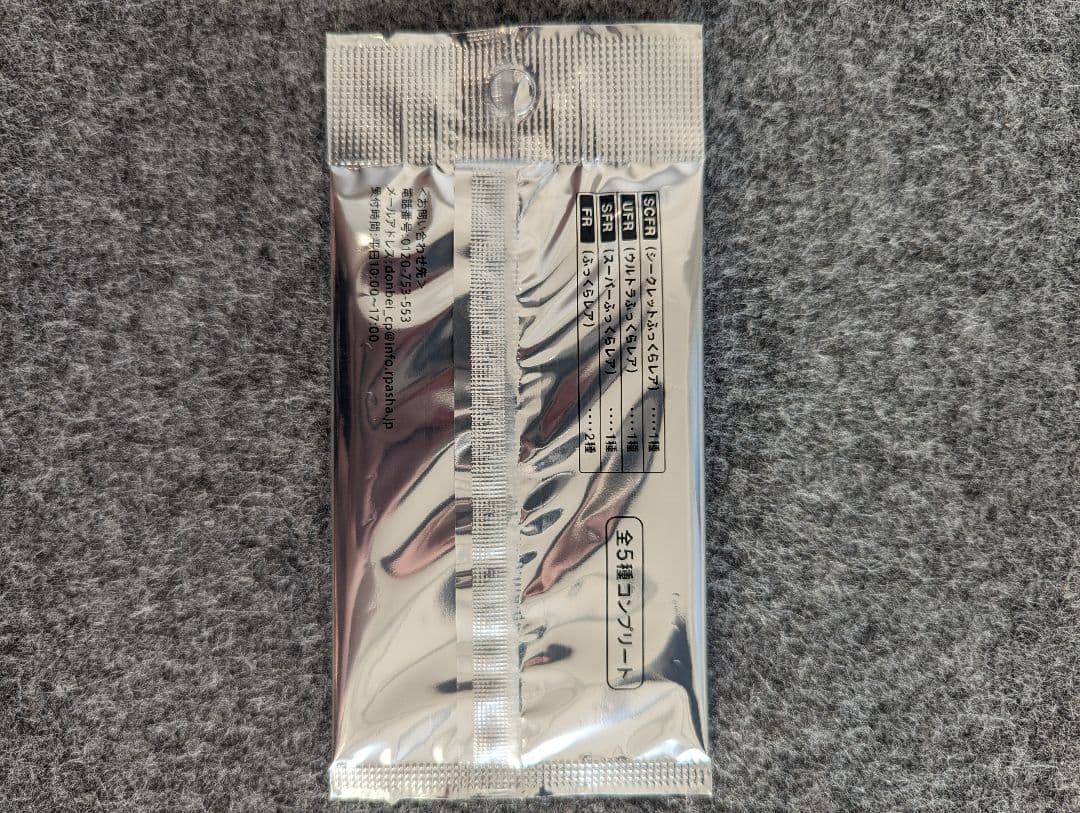 SCFR (シークレットふっくらレア) ‥‥1種
UFR (ウルトラふっくらレア) ‥‥1種
SFR (スーパーふっくらレア) ‥‥1種
FR (ふっくらレア) ‥‥2種
全5種コンプリート
<お問い合わせ先>
電話番号:0120-753-553
メールアドレス:donbei_cp@info.rpasha.jp
受付時間:平日10:00~17:00